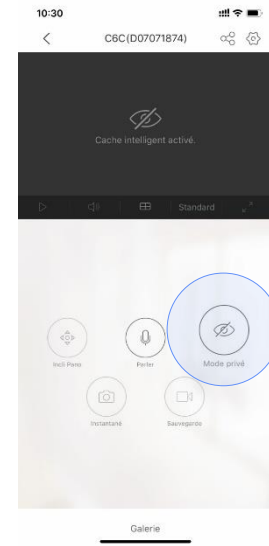 10:30
C6C(D07071874)
Cache intelligent activé.
Standard
Incli Pano
Parler
Mode privé
Instantané
Sauvegarde
Galerie